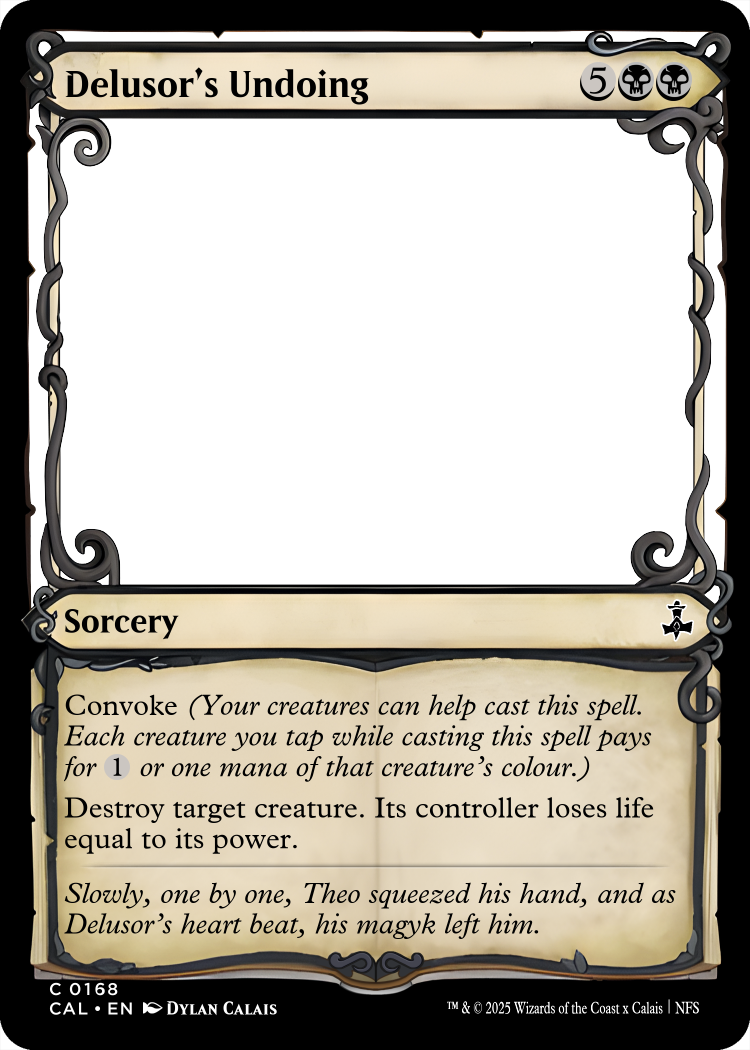 Delusor's Undoing 5
Sorcery
Convoke (Your creatures can help cast this spell.
Each creature you tap while casting this spell pays
for 1 or one mana of that creature's colour.)
Destroy target creature. Its controller loses life
equal to its power.
Slowly, one by one, Theo squeezed his hand, and as
Delusor's heart beat, his magyk left him.
C 0168
CAL • EN Dylan Calais ™ & © 2025 Wizards of the Coast x Calais | NFS